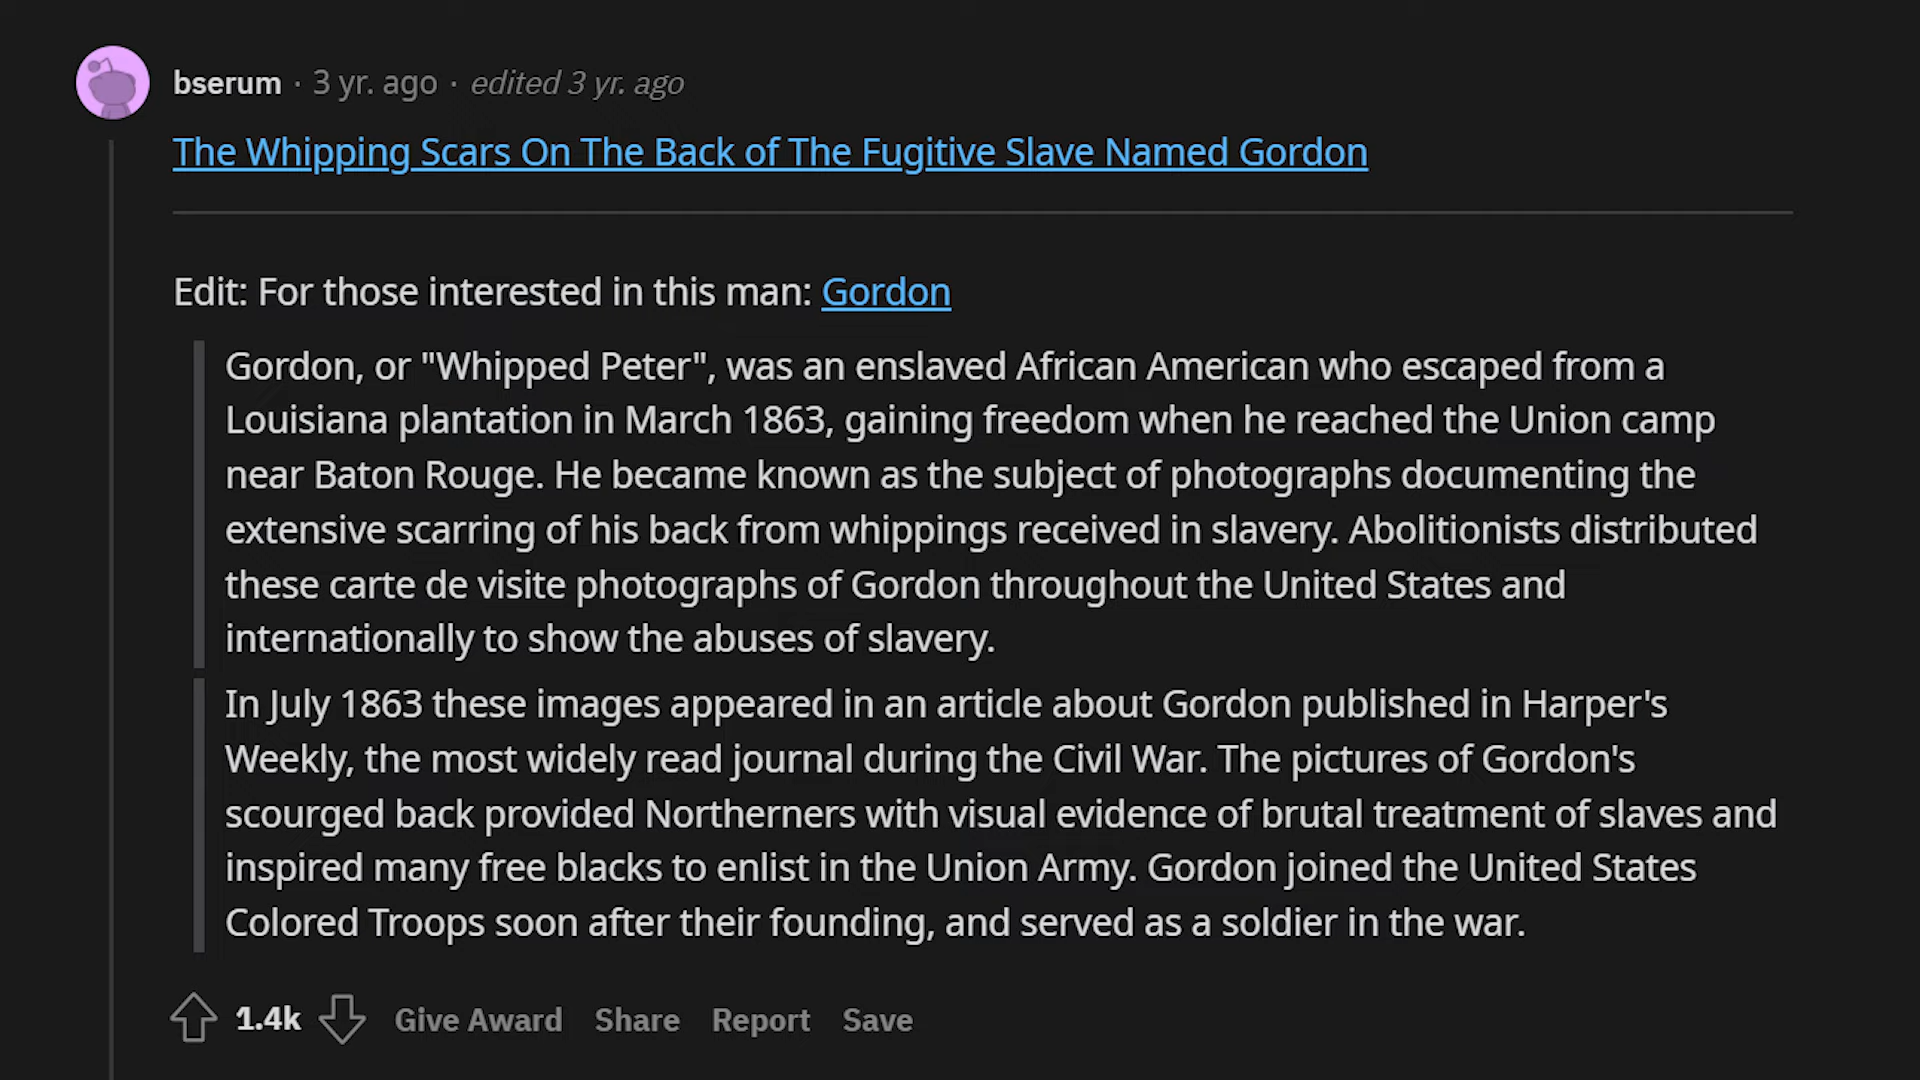 bserum · 3 yr. ago · edited 3 yr. ago
The Whipping Scars On The Back of The Fugitive Slave Named Gordon
Edit: For those interested in this man: Gordon
Gordon, or "Whipped Peter", was an enslaved African American who escaped from a
Louisiana plantation in March 1863, gaining freedom when he reached the Union camp
near Baton Rouge. He became known as the subject of photographs documenting the
extensive scarring of his back from whippings received in slavery. Abolitionists distributed
these carte de visite photographs of Gordon throughout the United States and
internationally to show the abuses of slavery.
In July 1863 these images appeared in an article about Gordon published in Harper's
Weekly, the most widely read journal during the Civil War. The pictures of Gordon's
scourged back provided Northerners with visual evidence of brutal treatment of slaves and
inspired many free blacks to enlist in the Union Army. Gordon joined the United States
Colored Troops soon after their founding, and served as a soldier in the war.
1.4k Give Award Share Report Save